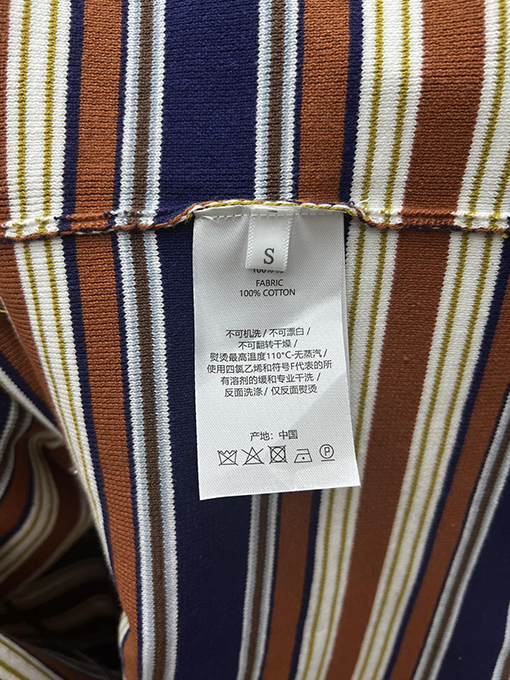 S
100%
FABRIC
100% COTTON
不可机洗 / 不可漂白 /
不可翻转干燥 /
熨烫最高温度110°C-无蒸汽 /
使用四氯乙烯和符号F代表的所
有溶剂的缓和专业干洗 /
反面洗涤 / 仅反面熨烫
产地: 中国
P